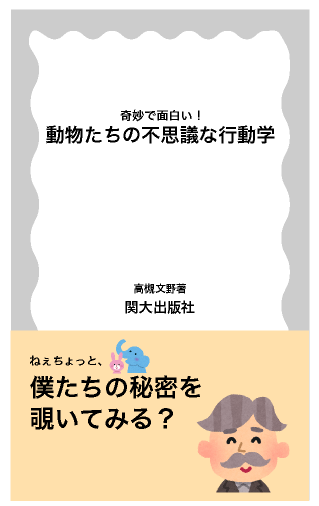 奇妙で面白い！
動物たちの不思議な行動学
高槻文野著
関大出版社
ねぇちょっと、
僕たちの秘密を
覗いてみる？